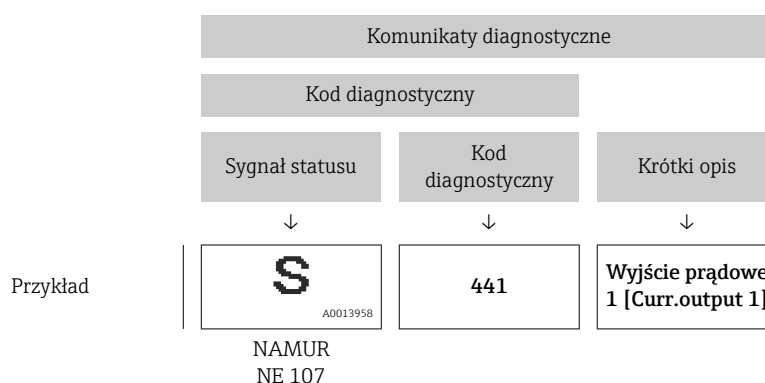 Komunikaty diagnostyczne
Kod diagnostyczny
Sygnał statusu
Kod
diagnostyczny
Krótki opis
↓ ↓ ↓
Przykład
S
A0013958
441
Wyjście prądowe
1 [Curr.output 1]
NAMUR
NE 107